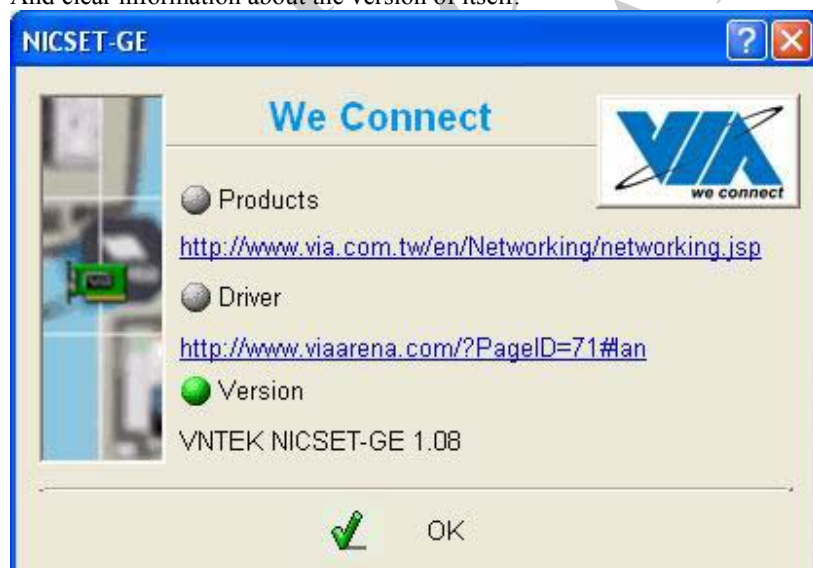 And clear information about the version of itself.
NICSET-GE
We Connect
VIA
we connect
Products
http://www.via.com.tw/en/Networking/networking.jsp
Driver
http://www.viaarena.com/?PageID=71#lan
Version
VNTEK NICSET-GE 1.08
OK